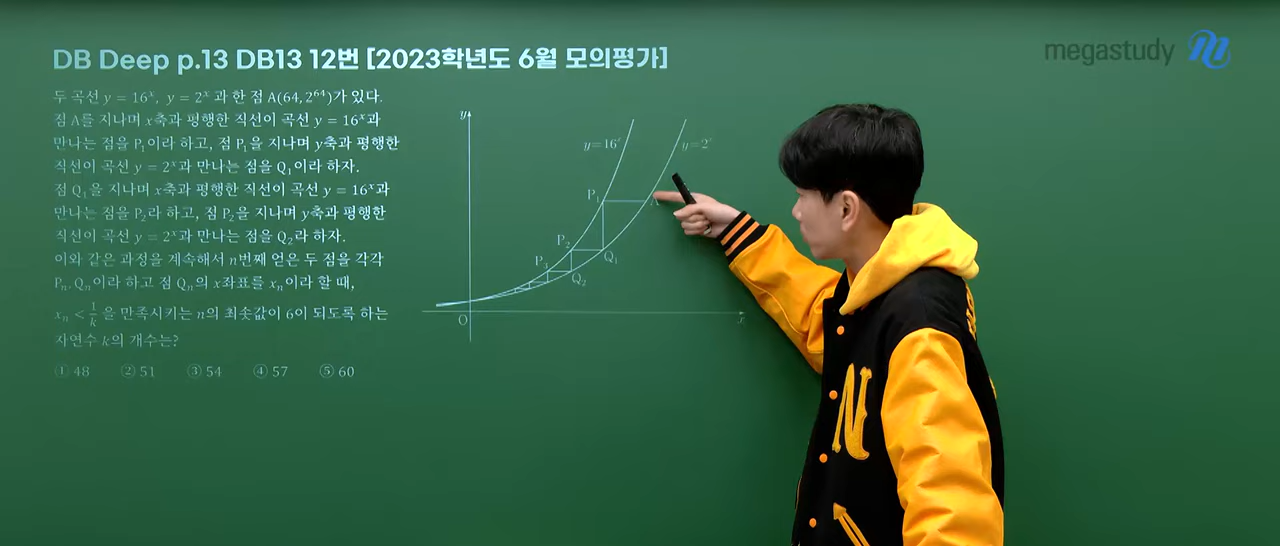 DB Deep p.13 DB13 12번 [2023학년도 6월 모의평가]
megastudy
두 곡선 y = 16ˣ, y = 2ˣ과 한 점 A(64, 2⁶⁴)가 있다.
점 A를 지나며 x축과 평행한 직선이 곡선 y = 16ˣ과
만나는 점을 P₁이라 하고, 점 P₁을 지나며 y축과 평행한
직선이 곡선 y = 2ˣ과 만나는 점을 Q₁이라 하자.
점 Q₁을 지나며 x축과 평행한 직선이 곡선 y = 16ˣ과
만나는 점을 P₂라 하고, 점 P₂을 지나며 y축과 평행한
직선이 곡선 y = 2ˣ과 만나는 점을 Q₂라 하자.
이와 같은 과정을 계속해서 n번째 얻은 두 점을 각각
Pₙ, Qₙ이라 하고 점 Qₙ의 x좌표를 xₙ이라 할 때,
xₙ < 1/k 을 만족시키는 n의 최솟값이 6이 되도록 하는
자연수 k의 개수는?
① 48 ② 51 ③ 54 ④ 57 ⑤ 60
y
y=16ˣ
y=2ˣ
P₁
P₂
Q₁
P₃
Q₂
O
x
N